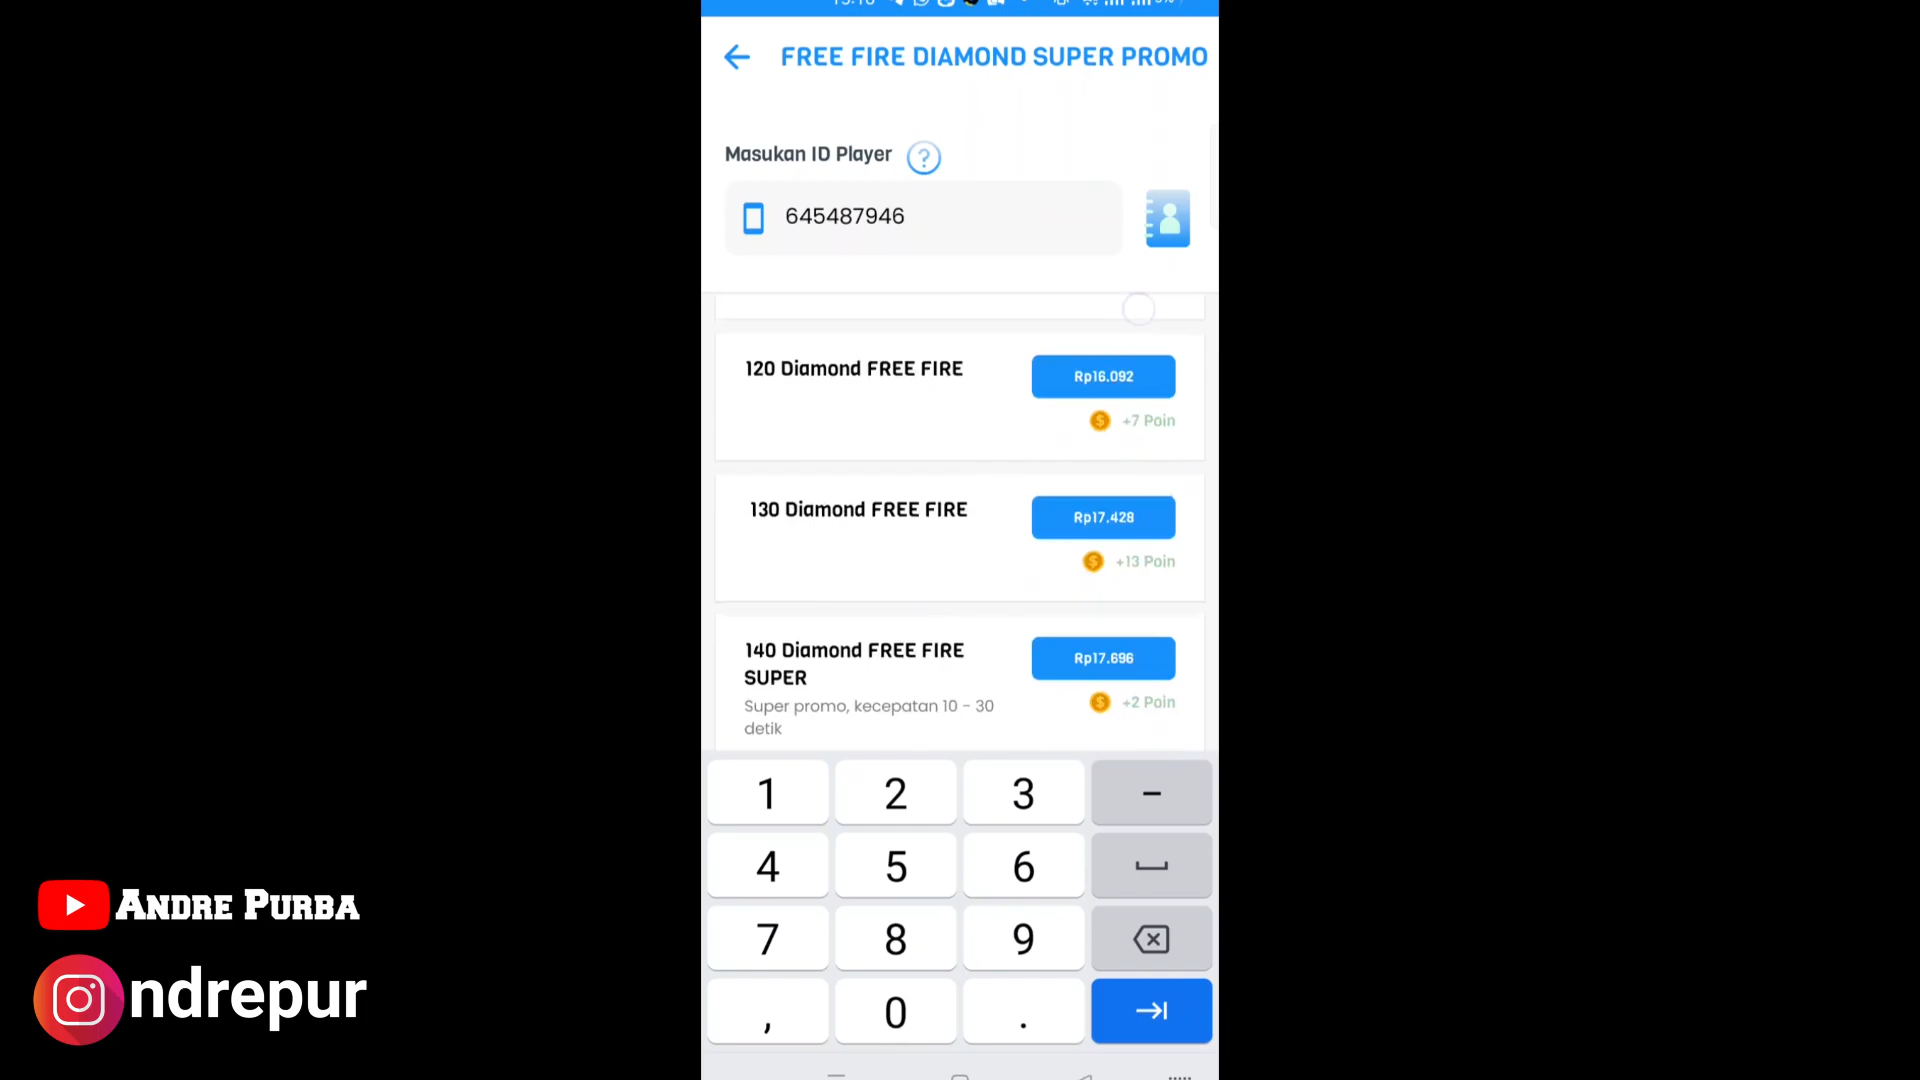 FREE FIRE DIAMOND SUPER PROMO
Masukan ID Player ?
645487946
120 Diamond FREE FIRE
Rp16.092
+7 Poin
130 Diamond FREE FIRE
Rp17.428
+13 Poin
140 Diamond FREE FIRE
SUPER
Rp17.696
+2 Poin
Super promo, kecepatan 10 - 30
detik
1 2 3 -
4 5 6
7 8 9
, 0 .
ANDRE PURBA
ndrepur